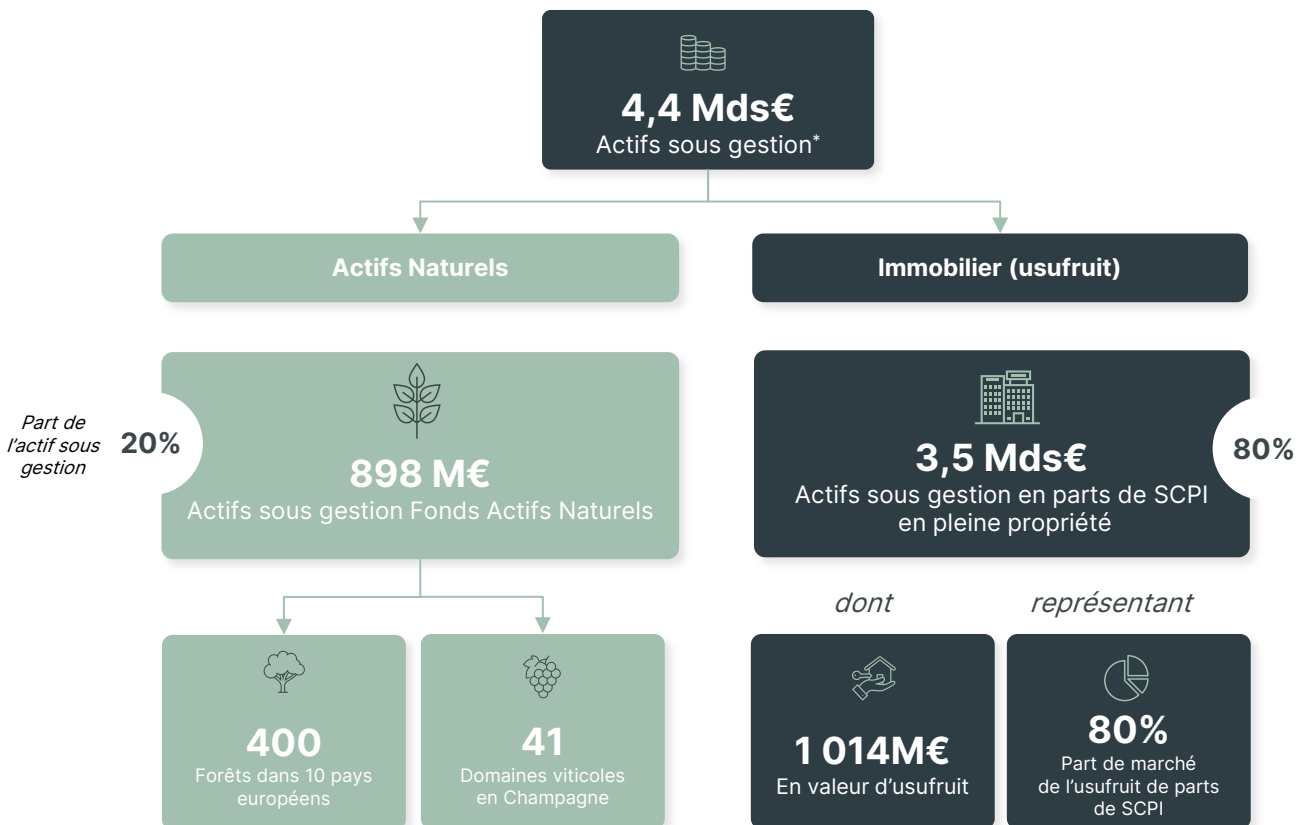 4,4 Mds€
Actifs sous gestion*
Actifs Naturels
Immobilier (usufruit)
Part de
l'actif sous
gestion
20%
898 M€
Actifs sous gestion Fonds Actifs Naturels
3,5 Mds€
Actifs sous gestion en parts de SCPI
en pleine propriété
80%
dont
représentant
400
Forêts dans 10 pays
européens
41
Domaines viticoles
en Champagne
1 014M€
En valeur d'usufruit
80%
Part de marché
de l'usufruit de parts
de SCPI